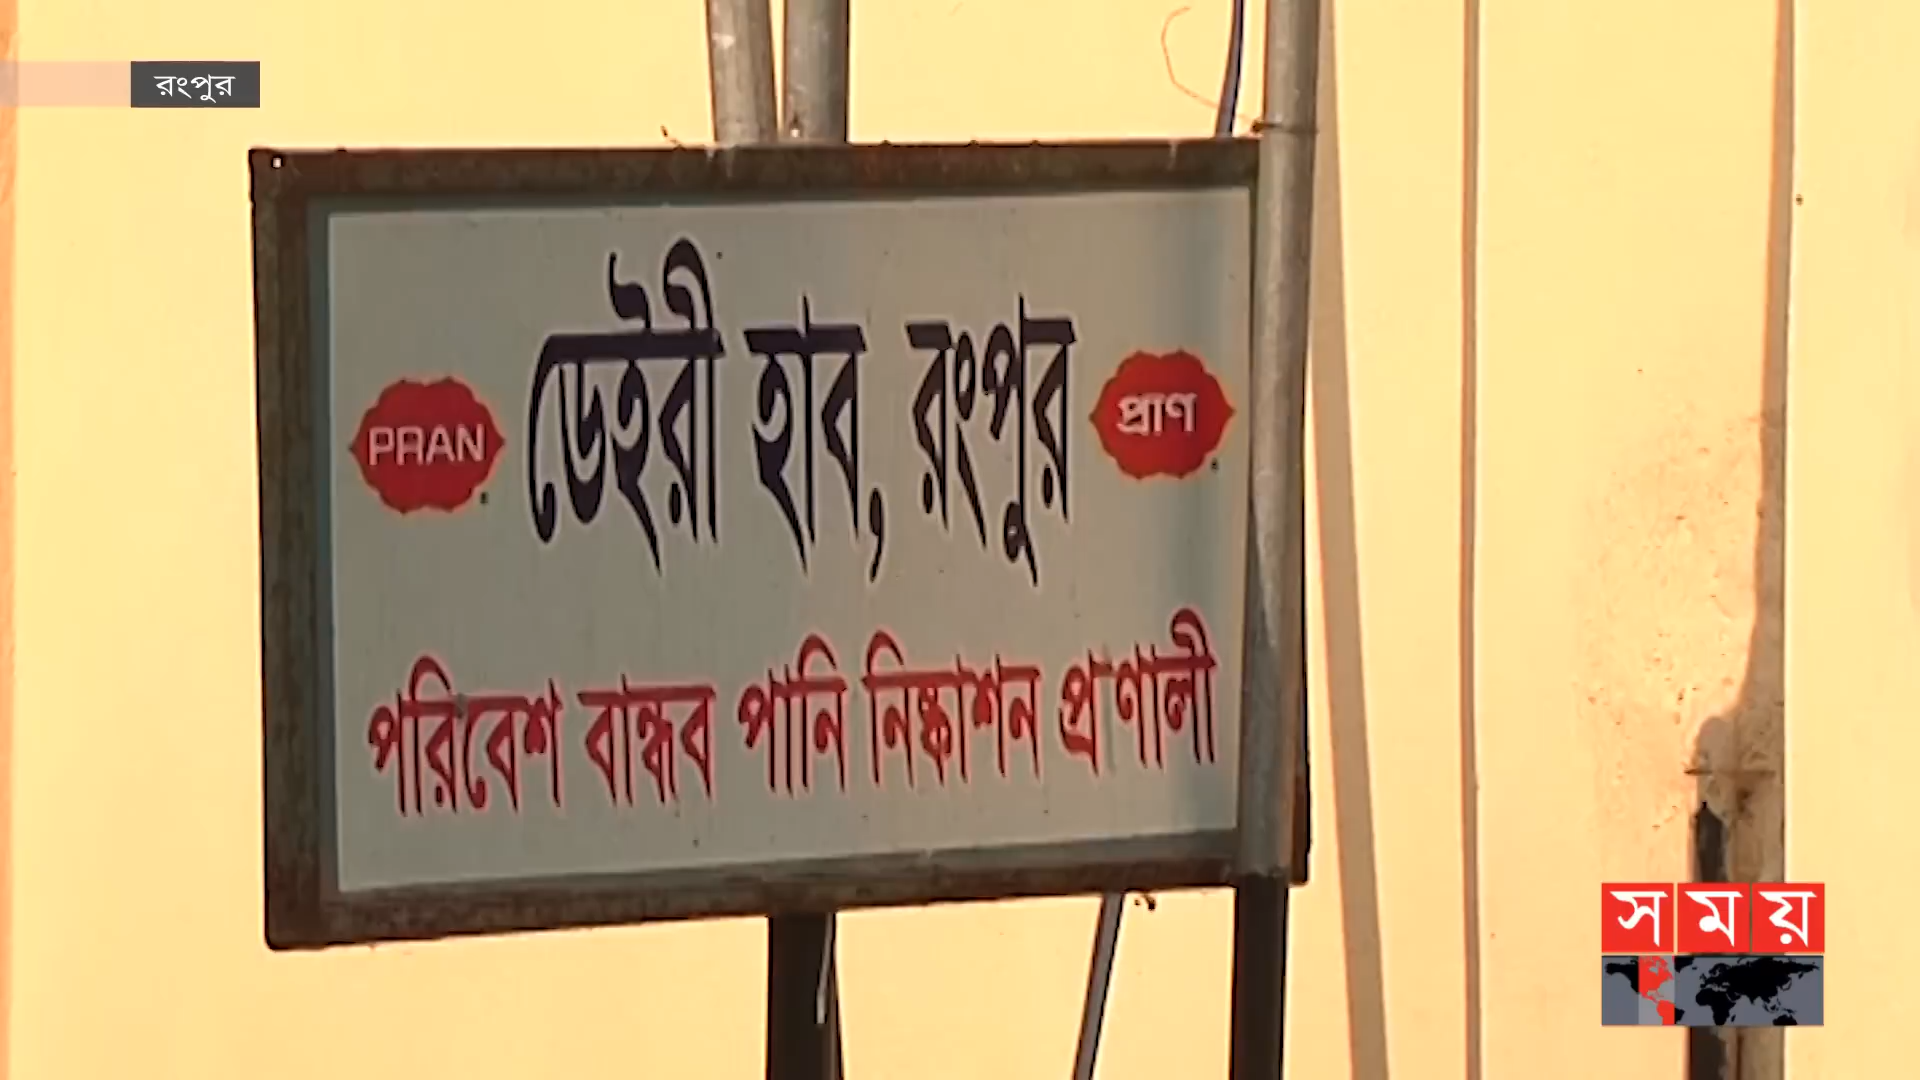 রংপুর
PRAN ডেইরী হাব, রংপুর প্রাণ
পরিবেশ বান্ধব পানি নিষ্কাশন প্রণালী
সময়